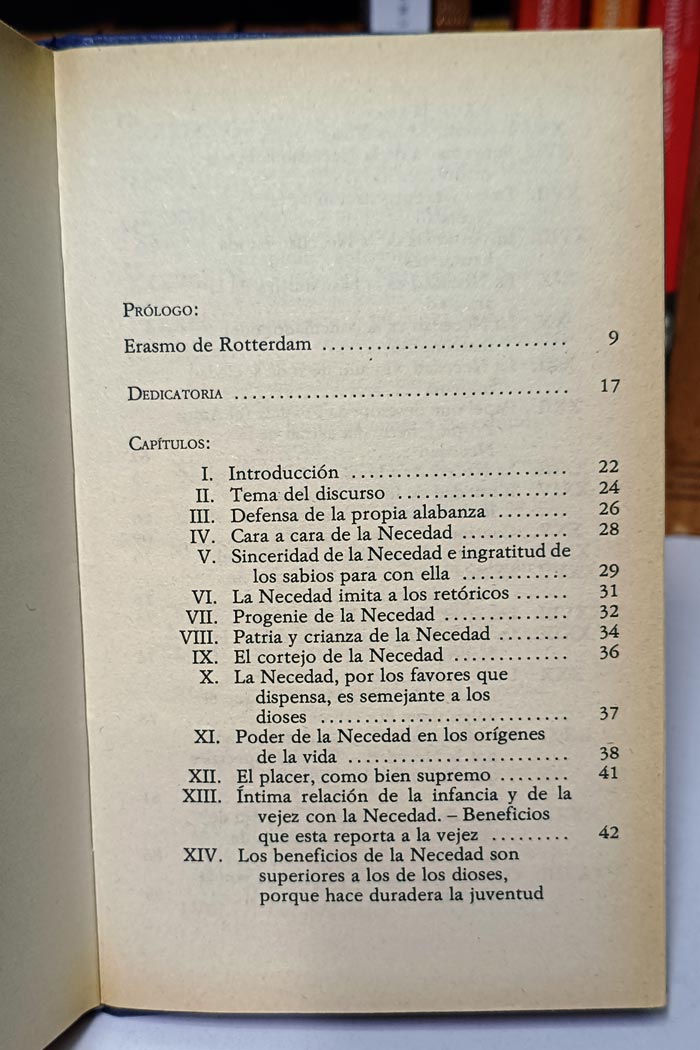 PRÓLOGO:
Erasmo de Rotterdam .......................... 9
DEDICATORIA ..................................... 17
CAPÍTULOS:
I. Introducción ........................ 22
II. Tema del discurso ................... 24
III. Defensa de la propia alabanza ........ 26
IV. Cara a cara de la Necedad ............ 28
V. Sinceridad de la Necedad e ingratitud de
los sabios para con ella ............ 29
VI. La Necedad imita a los retóricos ...... 31
VII. Progenie de la Necedad .............. 32
VIII. Patria y crianza de la Necedad ........ 34
IX. El cortejo de la Necedad ............. 36
X. La Necedad, por los favores que
dispensa, es semejante a los
dioses ........................... 37
XI. Poder de la Necedad en los orígenes
de la vida ........................ 38
XII. El placer, como bien supremo ........ 41
XIII. Íntima relación de la infancia y de la
vejez con la Necedad. – Beneficios
que esta reporta a la vejez ......... 42
XIV. Los beneficios de la Necedad son
superiores a los de los dioses,
porque hace duradera la juventud